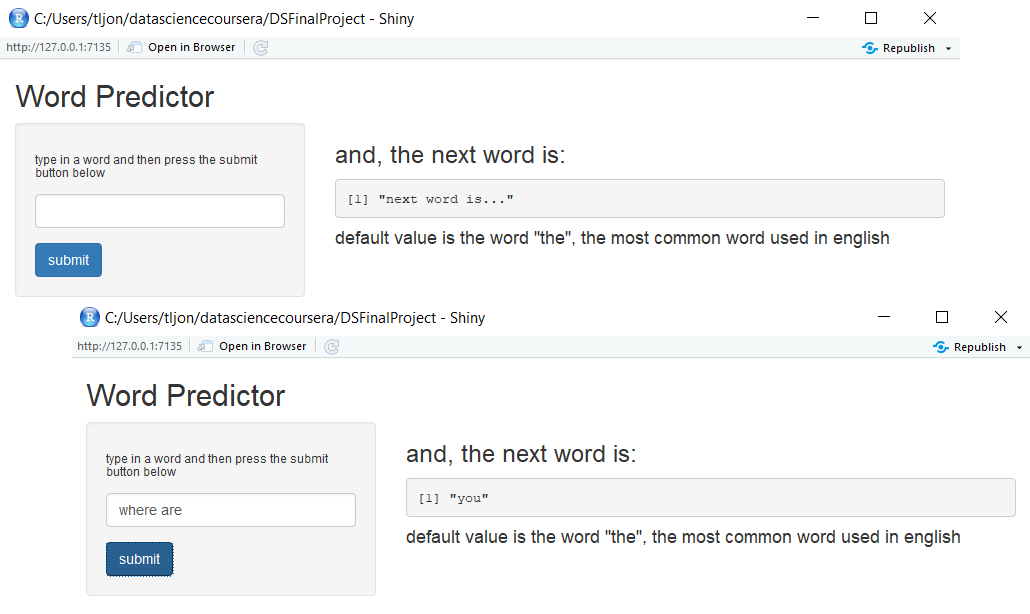 C:/Users/tljon/datasciencecoursera/DSFinalProject - Shiny
http://127.0.0.1:7135 Open in Browser Republish
Word Predictor
type in a word and then press the submit
button below
submit
and, the next word is:
[1] "next word is..."
default value is the word "the", the most common word used in english
C:/Users/tljon/datasciencecoursera/DSFinalProject - Shiny
http://127.0.0.1:7135 Open in Browser Republish
Word Predictor
type in a word and then press the submit
button below
where are
submit
and, the next word is:
[1] "you"
default value is the word "the", the most common word used in english